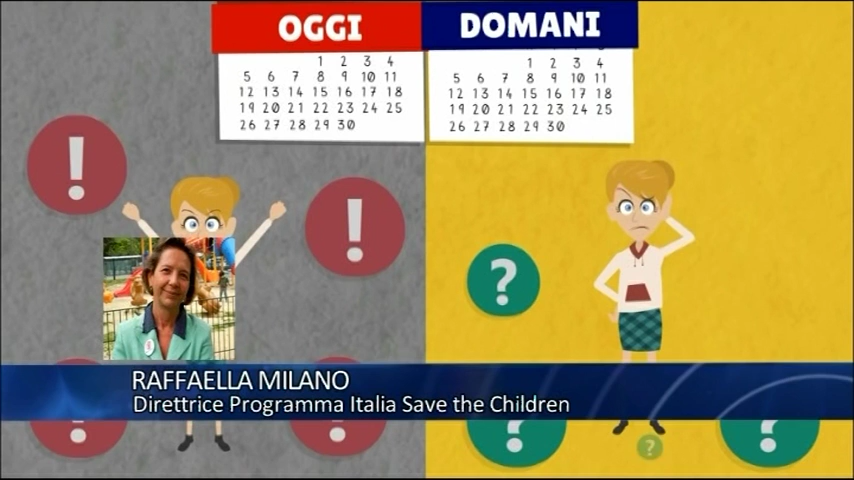 OGGI
DOMANI
1 2 3 4
5 6 7 8 9 10 11
12 13 14 15 16 17 18
19 20 21 22 23 24 25
26 27 28 29 30
1 2 3 4
5 6 7 8 9 10 11
12 13 14 15 16 17 18
19 20 21 22 23 24 25
26 27 28 29 30
!
!
?
RAFFAELLA MILANO
Direttrice Programma Italia Save the Children
!
!
?
?
?